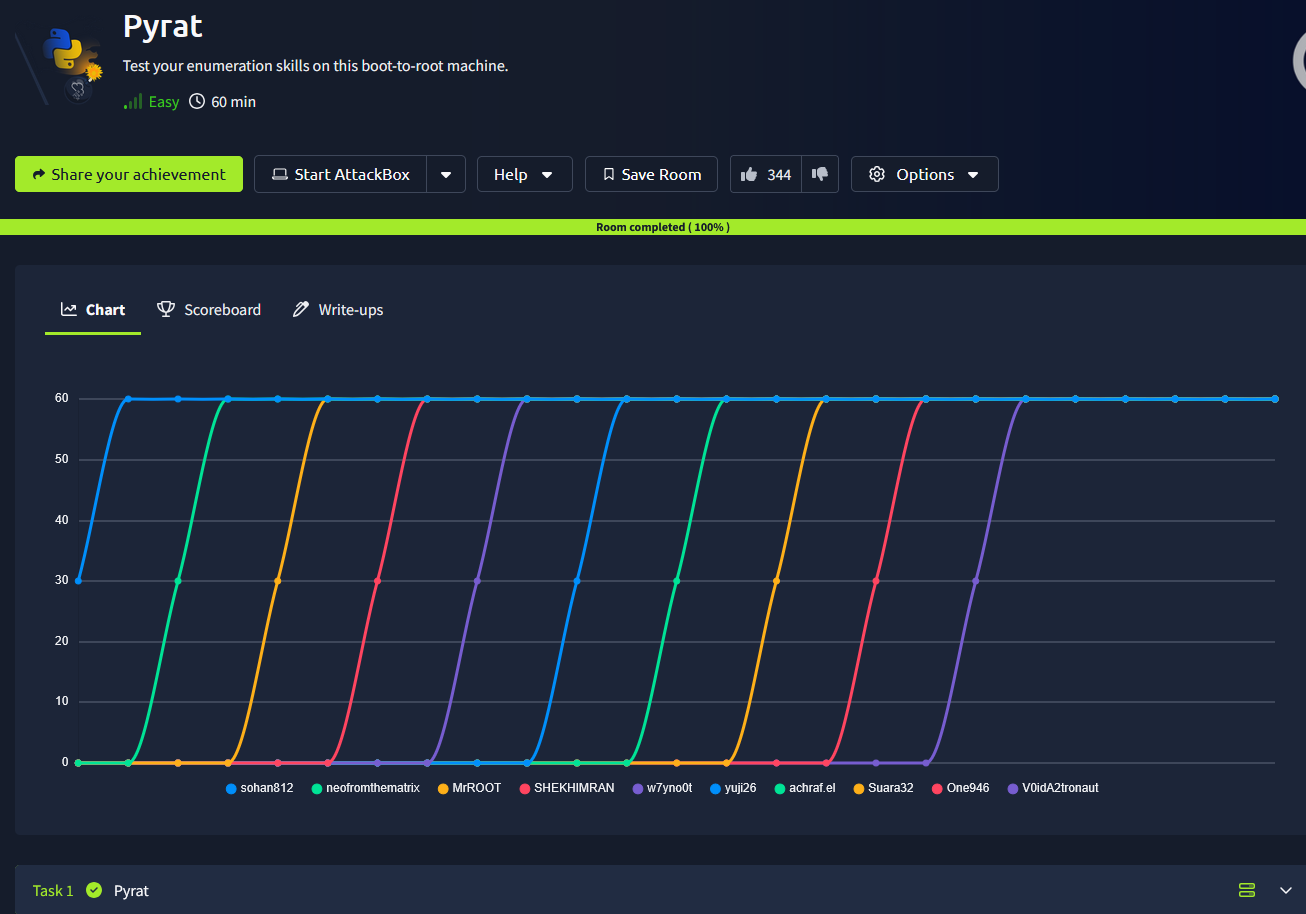 Pyrat
Test your enumeration skills on this boot-to-root machine.
Easy 60 min
Share your achievement Start AttackBox Help Save Room 344 Options
Room completed ( 100% )
Chart Scoreboard Write-ups
60
50
40
30
20
10
0
sohan812 neofromthematrix MrROOT SHEKHIMRAN w7yno0t yuji26 achraf.el Suara32 One946 V0idA2tronaut
Task 1 Pyrat